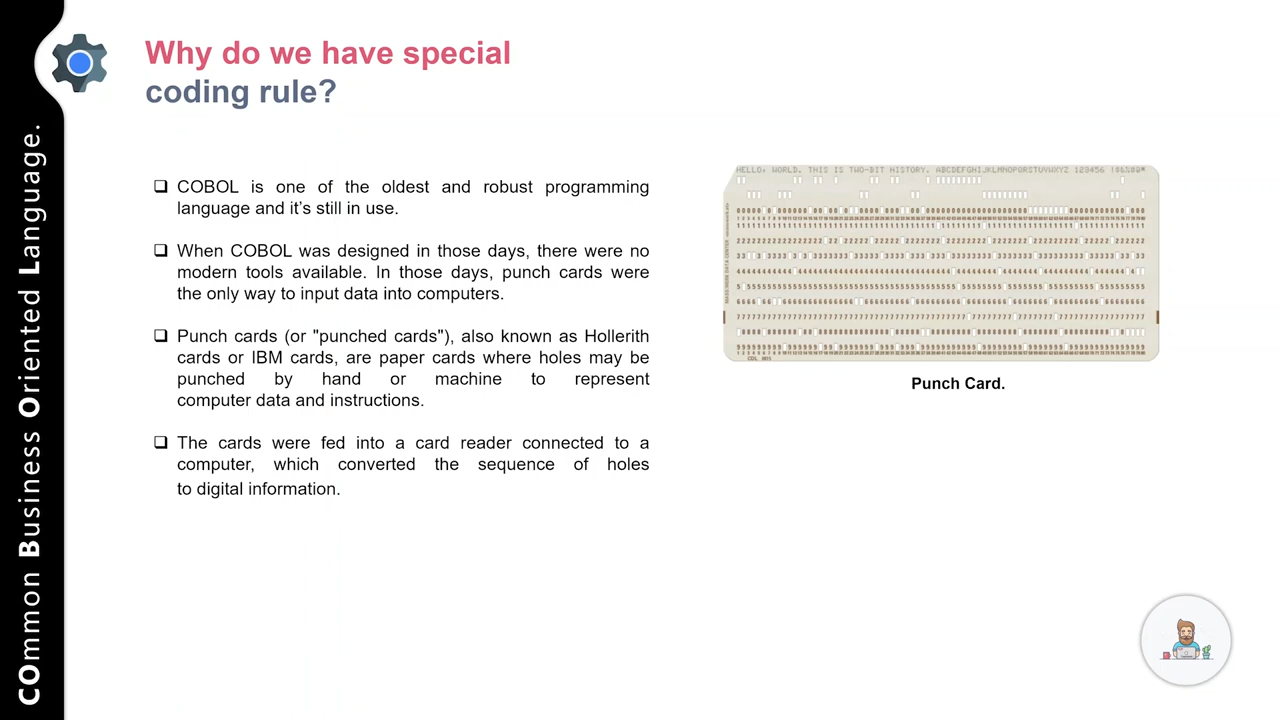 Why do we have special
coding rule?
COBOL is one of the oldest and robust programming
language and it's still in use.
When COBOL was designed in those days, there were no
modern tools available. In those days, punch cards were
the only way to input data into computers.
Punch cards (or "punched cards"), also known as Hollerith
cards or IBM cards, are paper cards where holes may be
punched by hand or machine to represent
computer data and instructions.
The cards were fed into a card reader connected to a
computer, which converted the sequence of holes
to digital information.
HELLO, WORLD. THIS IS TWO-BIT HISTORY. ABCDEFGHIJKLMNOPQRSTUVWXYZ 123456
Punch Card.
COmmon Business Oriented Language.